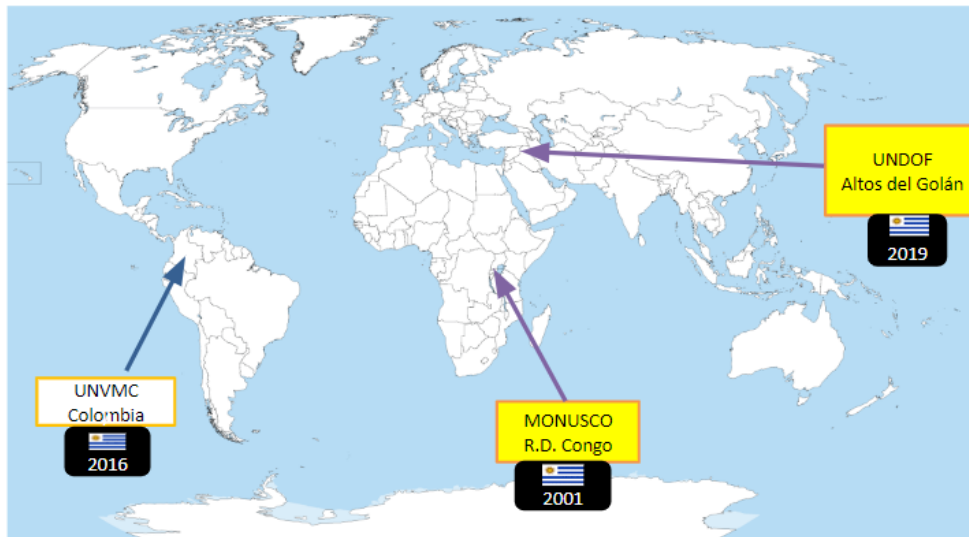 UNDOF
Altos del Golán
2019
UNVMC
Colombia
2016
MONUSCO
R.D. Congo
2001